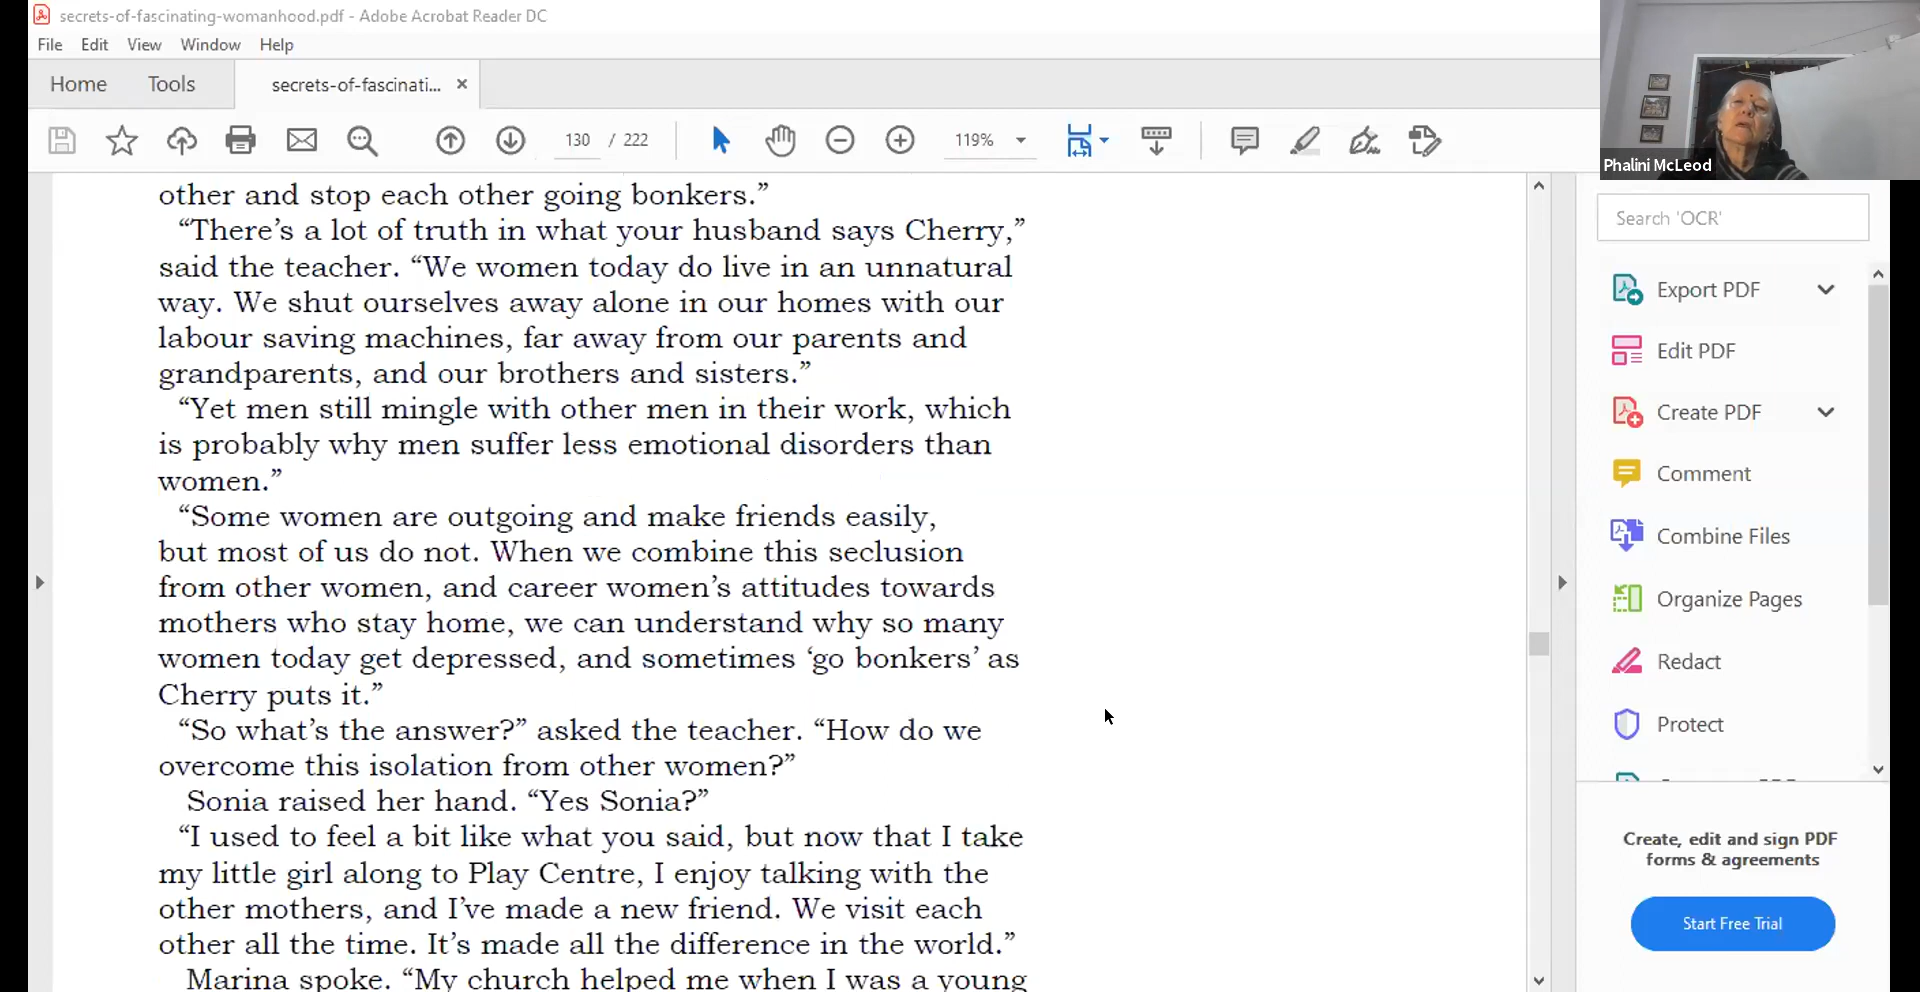 secrets-of-fascinating-womanhood.pdf - Adobe Acrobat Reader DC
File Edit View Window Help
Home Tools secrets-of-fascinati... ×
130 / 222 119%
Phalini McLeod
other and stop each other going bonkers.”
“There’s a lot of truth in what your husband says Cherry,”
said the teacher. “We women today do live in an unnatural
way. We shut ourselves away alone in our homes with our
labour saving machines, far away from our parents and
grandparents, and our brothers and sisters.”
“Yet men still mingle with other men in their work, which
is probably why men suffer less emotional disorders than
women.”
“Some women are outgoing and make friends easily,
but most of us do not. When we combine this seclusion
from other women, and career women’s attitudes towards
mothers who stay home, we can understand why so many
women today get depressed, and sometimes ‘go bonkers’ as
Cherry puts it.”
“So what’s the answer?” asked the teacher. “How do we
overcome this isolation from other women?”
Sonia raised her hand. “Yes Sonia?”
“I used to feel a bit like what you said, but now that I take
my little girl along to Play Centre, I enjoy talking with the
other mothers, and I’ve made a new friend. We visit each
other all the time. It’s made all the difference in the world.”
Marina spoke. “My church helped me when I was a young
Search 'OCR'
Export PDF
Edit PDF
Create PDF
Comment
Combine Files
Organize Pages
Redact
Protect
Create, edit and sign PDF
forms & agreements
Start Free Trial